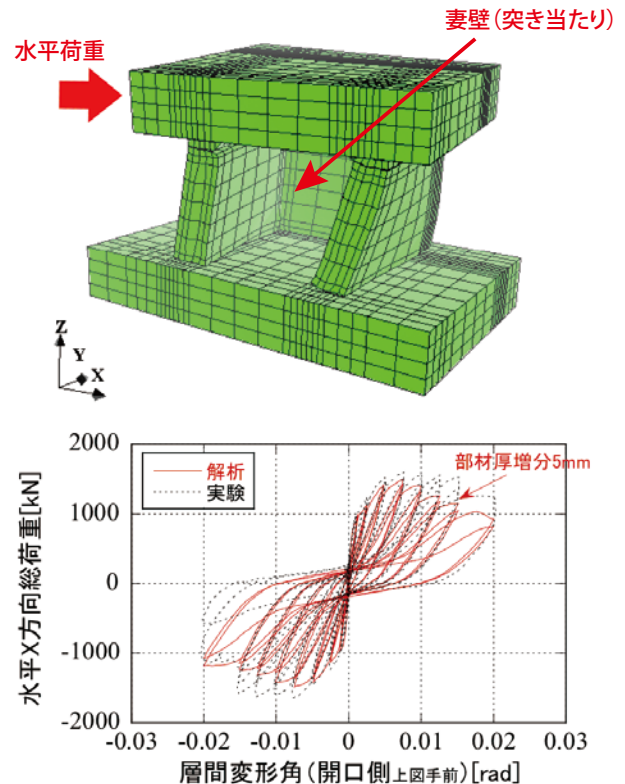 妻壁(突き当たり)
水平荷重
Z
Y
X
2000
1000
0
-1000
-2000
水平X方向総荷重[kN]
解析
実験
部材厚増分5mm
-0.03 -0.02 -0.01 0 0.01 0.02 0.03
層間変形角(開口側上図手前)[rad]